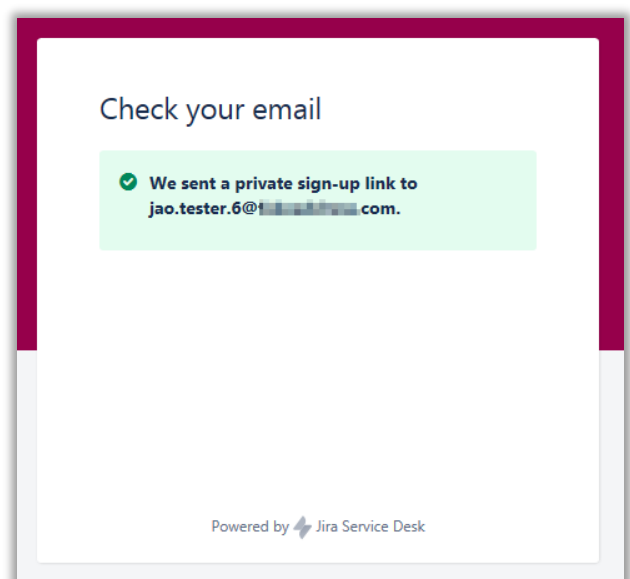 Check your email
We sent a private sign-up link to
jao.tester.6@ .com.
Powered by Jira Service Desk